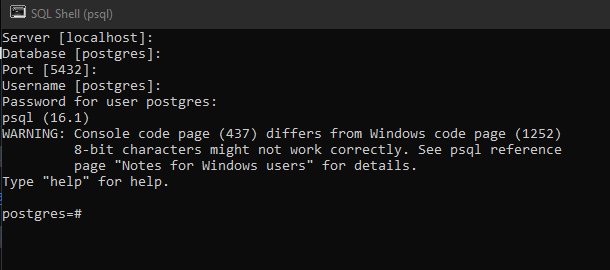 SQL Shell (psql)
Server [localhost]:
Database [postgres]:
Port [5432]:
Username [postgres]:
Password for user postgres:
psql (16.1)
WARNING: Console code page (437) differs from Windows code page (1252)
         8-bit characters might not work correctly. See psql reference
         page "Notes for Windows users" for details.
Type "help" for help.
postgres=#